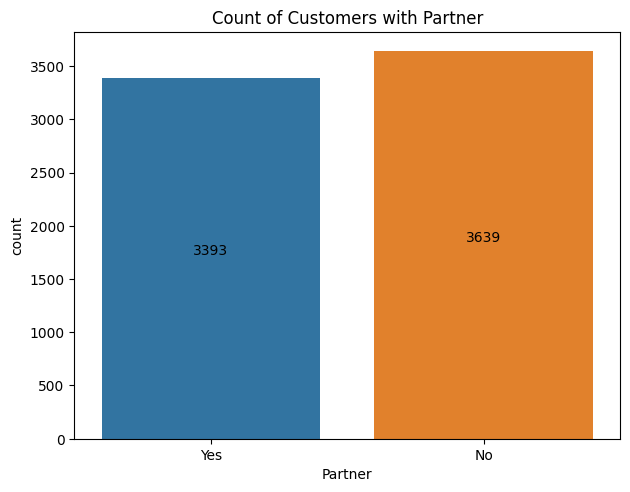 Count of Customers with Partner
3500
3000
2500
2000
1500
1000
500
0
count
3393
3639
Yes
No
Partner